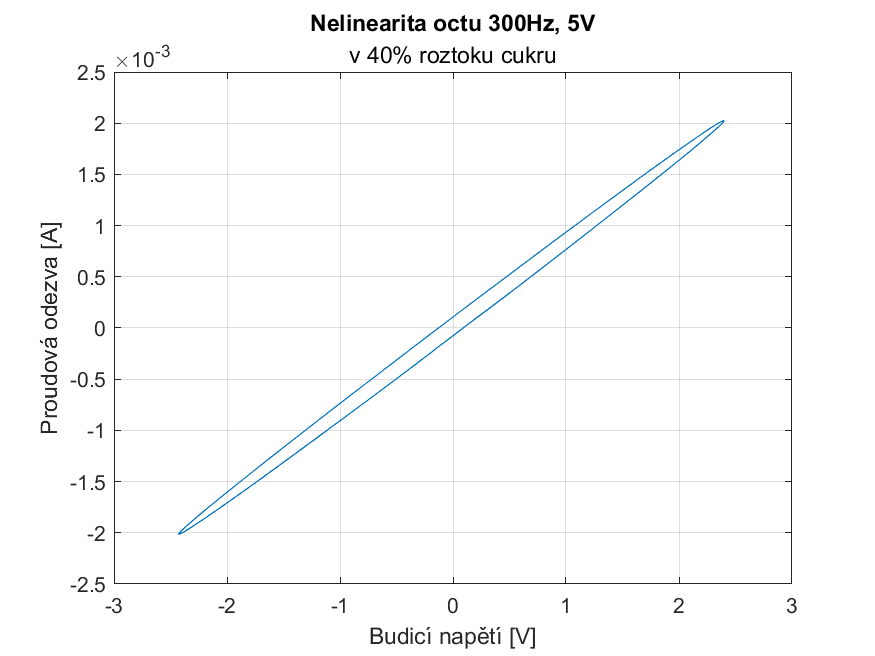 Nelinearita octu 300Hz, 5V
v 40% roztoku cukru
×10-3
2.5
2
1.5
1
0.5
0
-0.5
-1
-1.5
-2
-2.5
Proudová odezva [A]
-3 -2 -1 0 1 2 3
Budicí napětí [V]